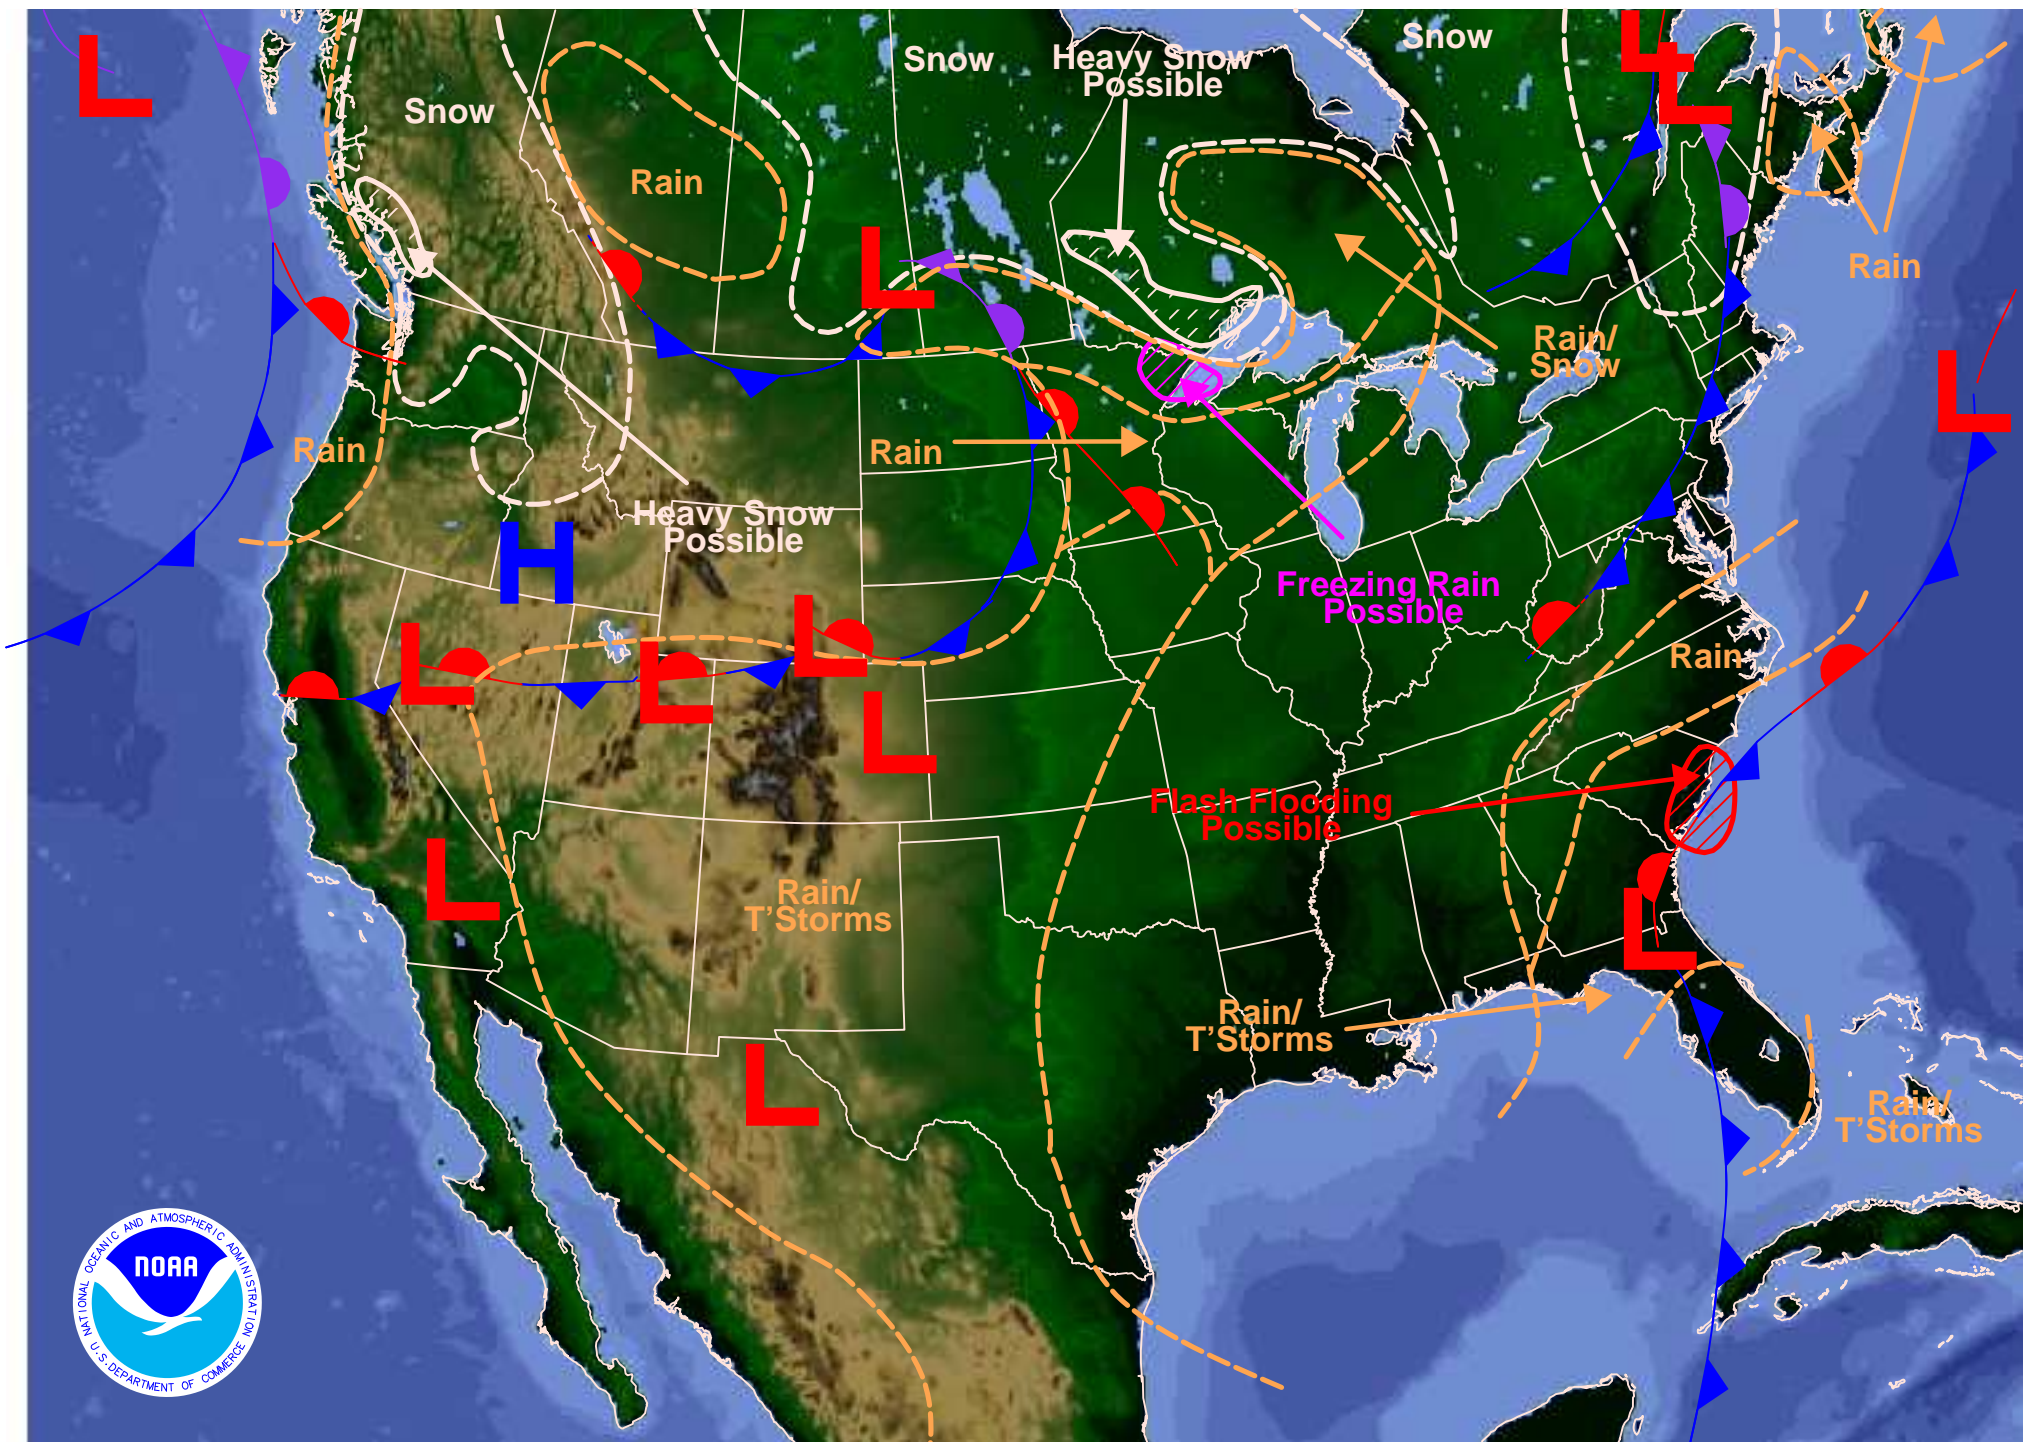 L
Snow
Heavy Snow
Possible
Snow
L
L
Snow
Rain
Rain
L
Rain/
Snow
L
Rain
Rain
Heavy Snow
Possible
H
Freezing Rain
Possible
L
L
L
Rain
L
Flash Flooding
Possible
L
Rain/
T'Storms
L
Rain/
T'Storms
L
Rain/
T'Storms
NATIONAL OCEANIC AND ATMOSPHERIC ADMINISTRATION
NOAA
U.S. DEPARTMENT OF COMMERCE